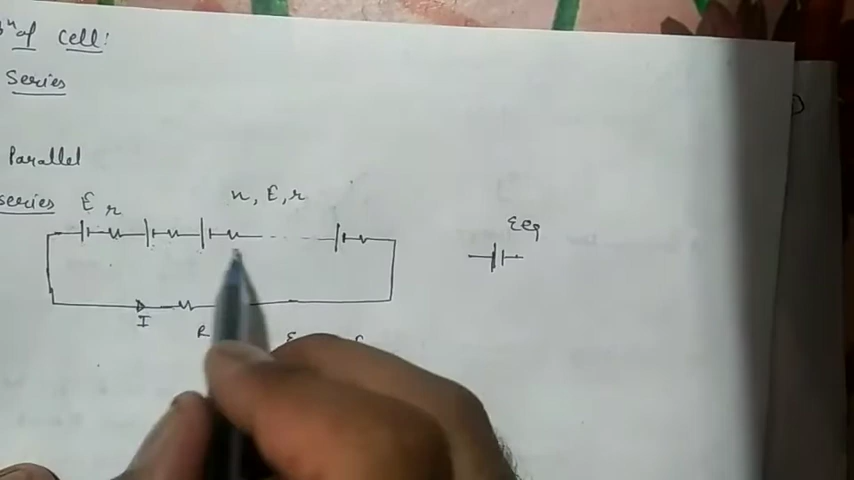 of Cell:
Series
Parallel
series
E r
n, E, r
Eeq
I
R